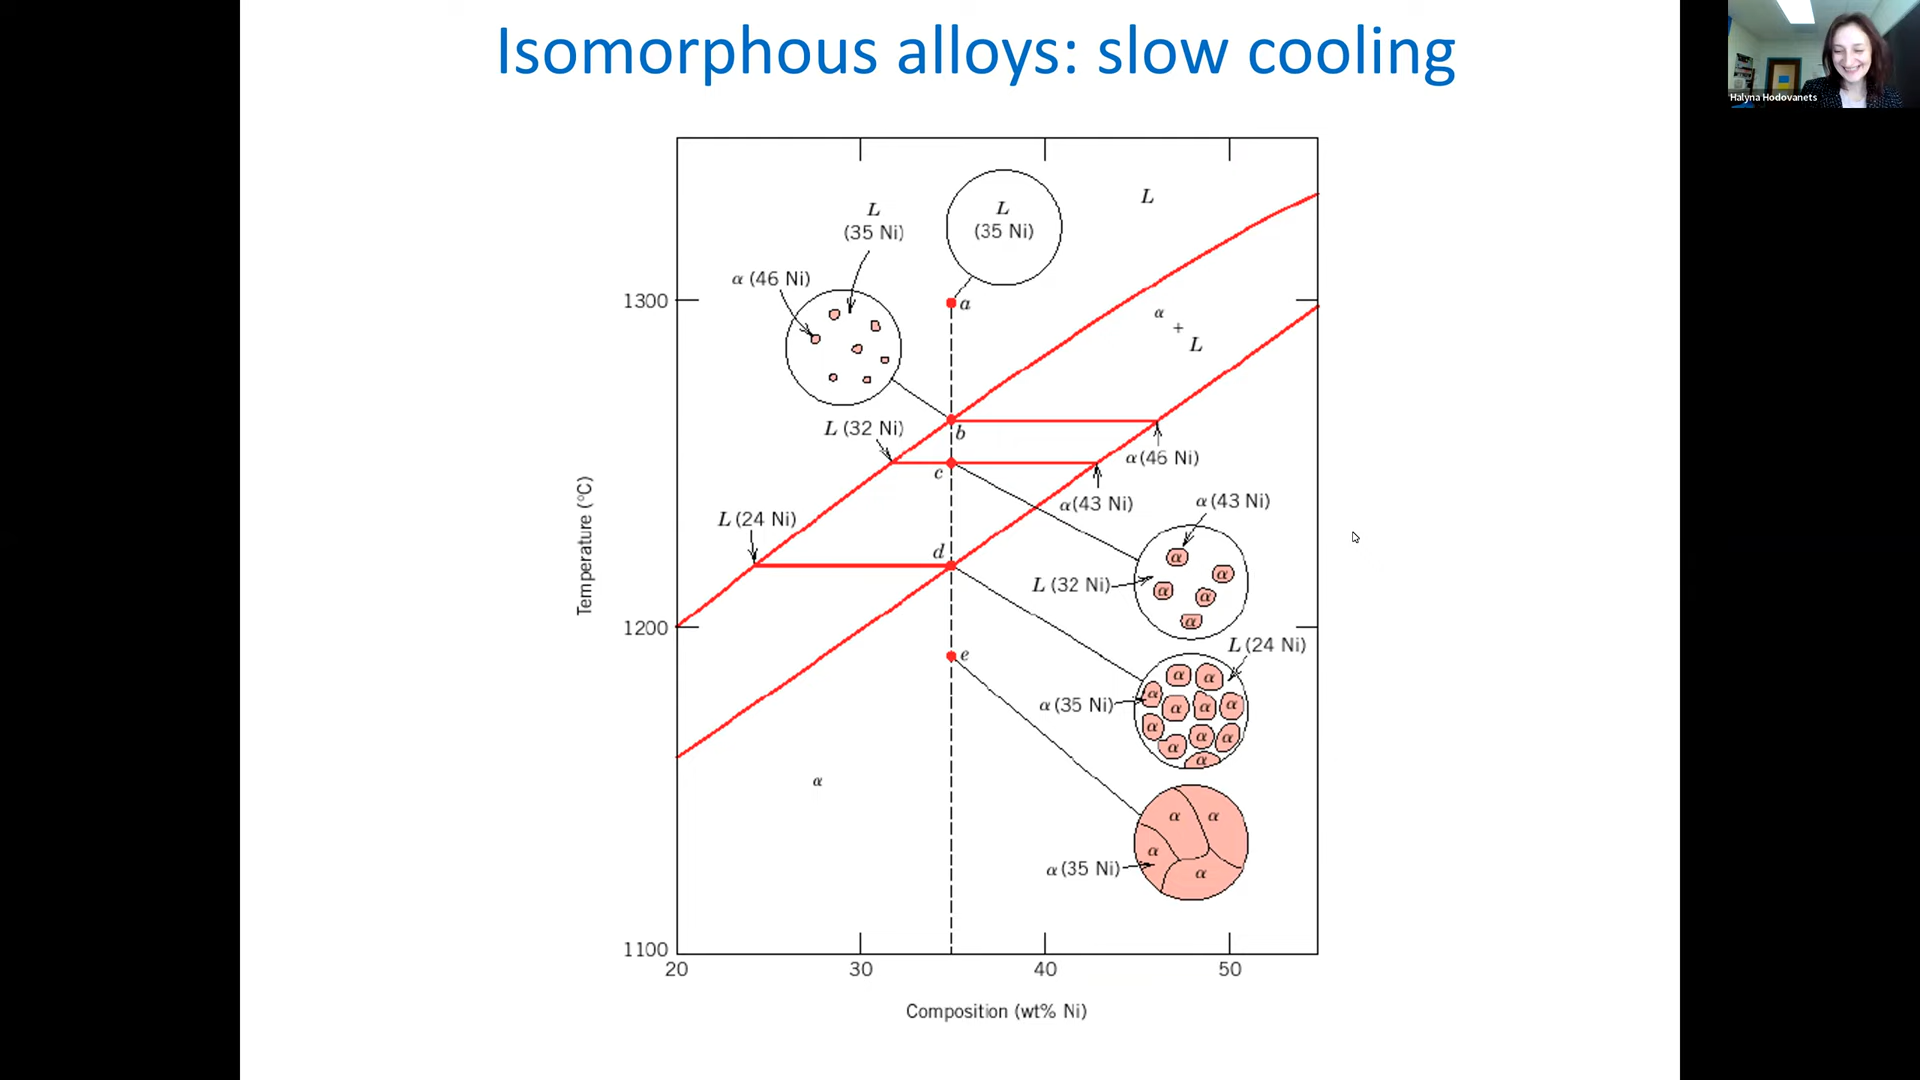 Isomorphous alloys: slow cooling
Halyna Hodovanets
L
(35 Ni)
L
(35 Ni)
L
α (46 Ni)
1300
a
α
+
L
L (32 Ni)
b
α (46 Ni)
c
α (43 Ni)
α (43 Ni)
L (24 Ni)
d
α
α
L (32 Ni)
α
α
α
1200
L (24 Ni)
e
α
α
α
α (35 Ni)
α
α
α
α
α
α
α
α
α
Temperature (°C)
α
α
α
α
α (35 Ni)
α
1100
20
30
40
50
Composition (wt% Ni)